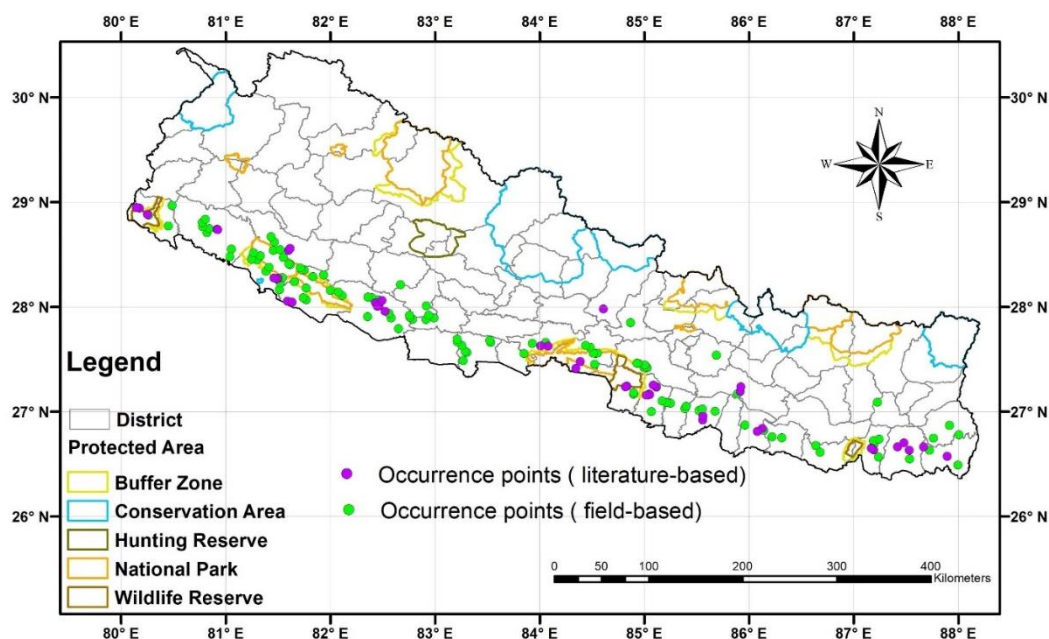 80° E 81° E 82° E 83° E 84° E 85° E 86° E 87° E 88° E
30° N 30° N
29° N 29° N
28° N 28° N
27° N 27° N
26° N 26° N
N
W E
S
Legend
District
Protected Area
Buffer Zone
Conservation Area
Hunting Reserve
National Park
Wildlife Reserve
Occurrence points ( literature-based)
Occurrence points ( field-based)
0 50 100 200 300 400
Kilometers
80° E 81° E 82° E 83° E 84° E 85° E 86° E 87° E 88° E